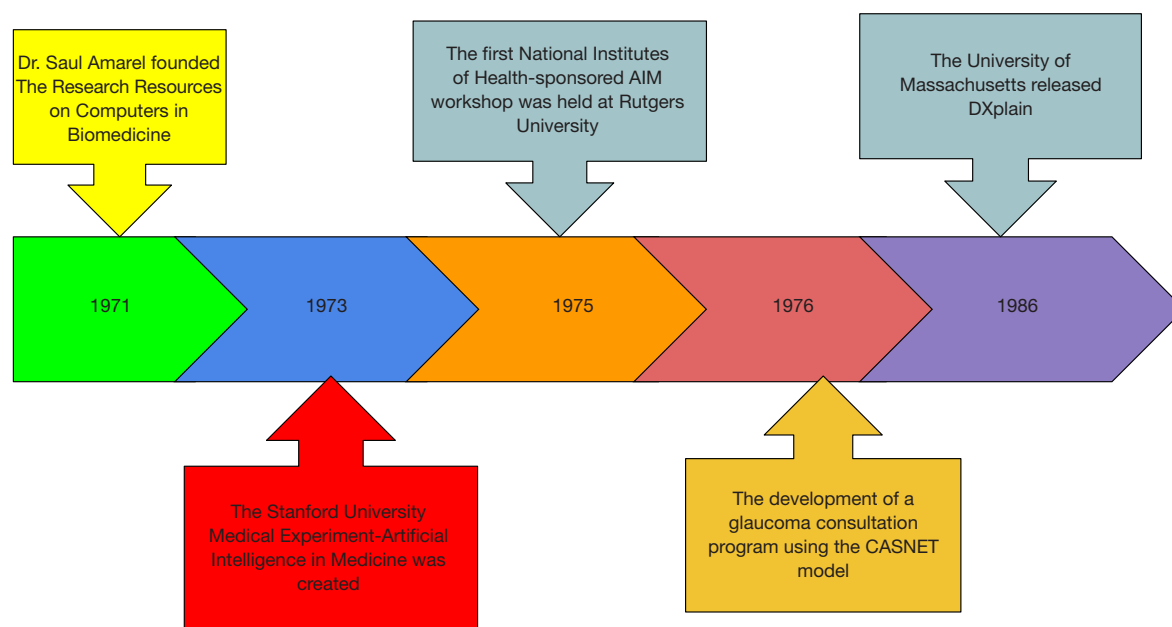 Dr. Saul Amarel founded
The Research Resources
on Computers in
Biomedicine
The first National Institutes
of Health-sponsored AIM
workshop was held at Rutgers
University
The University of
Massachusetts released
DXplain
1971
1973
1975
1976
1986
The Stanford University
Medical Experiment-Artificial
Intelligence in Medicine was
created
The development of a
glaucoma consultation
program using the CASNET
model